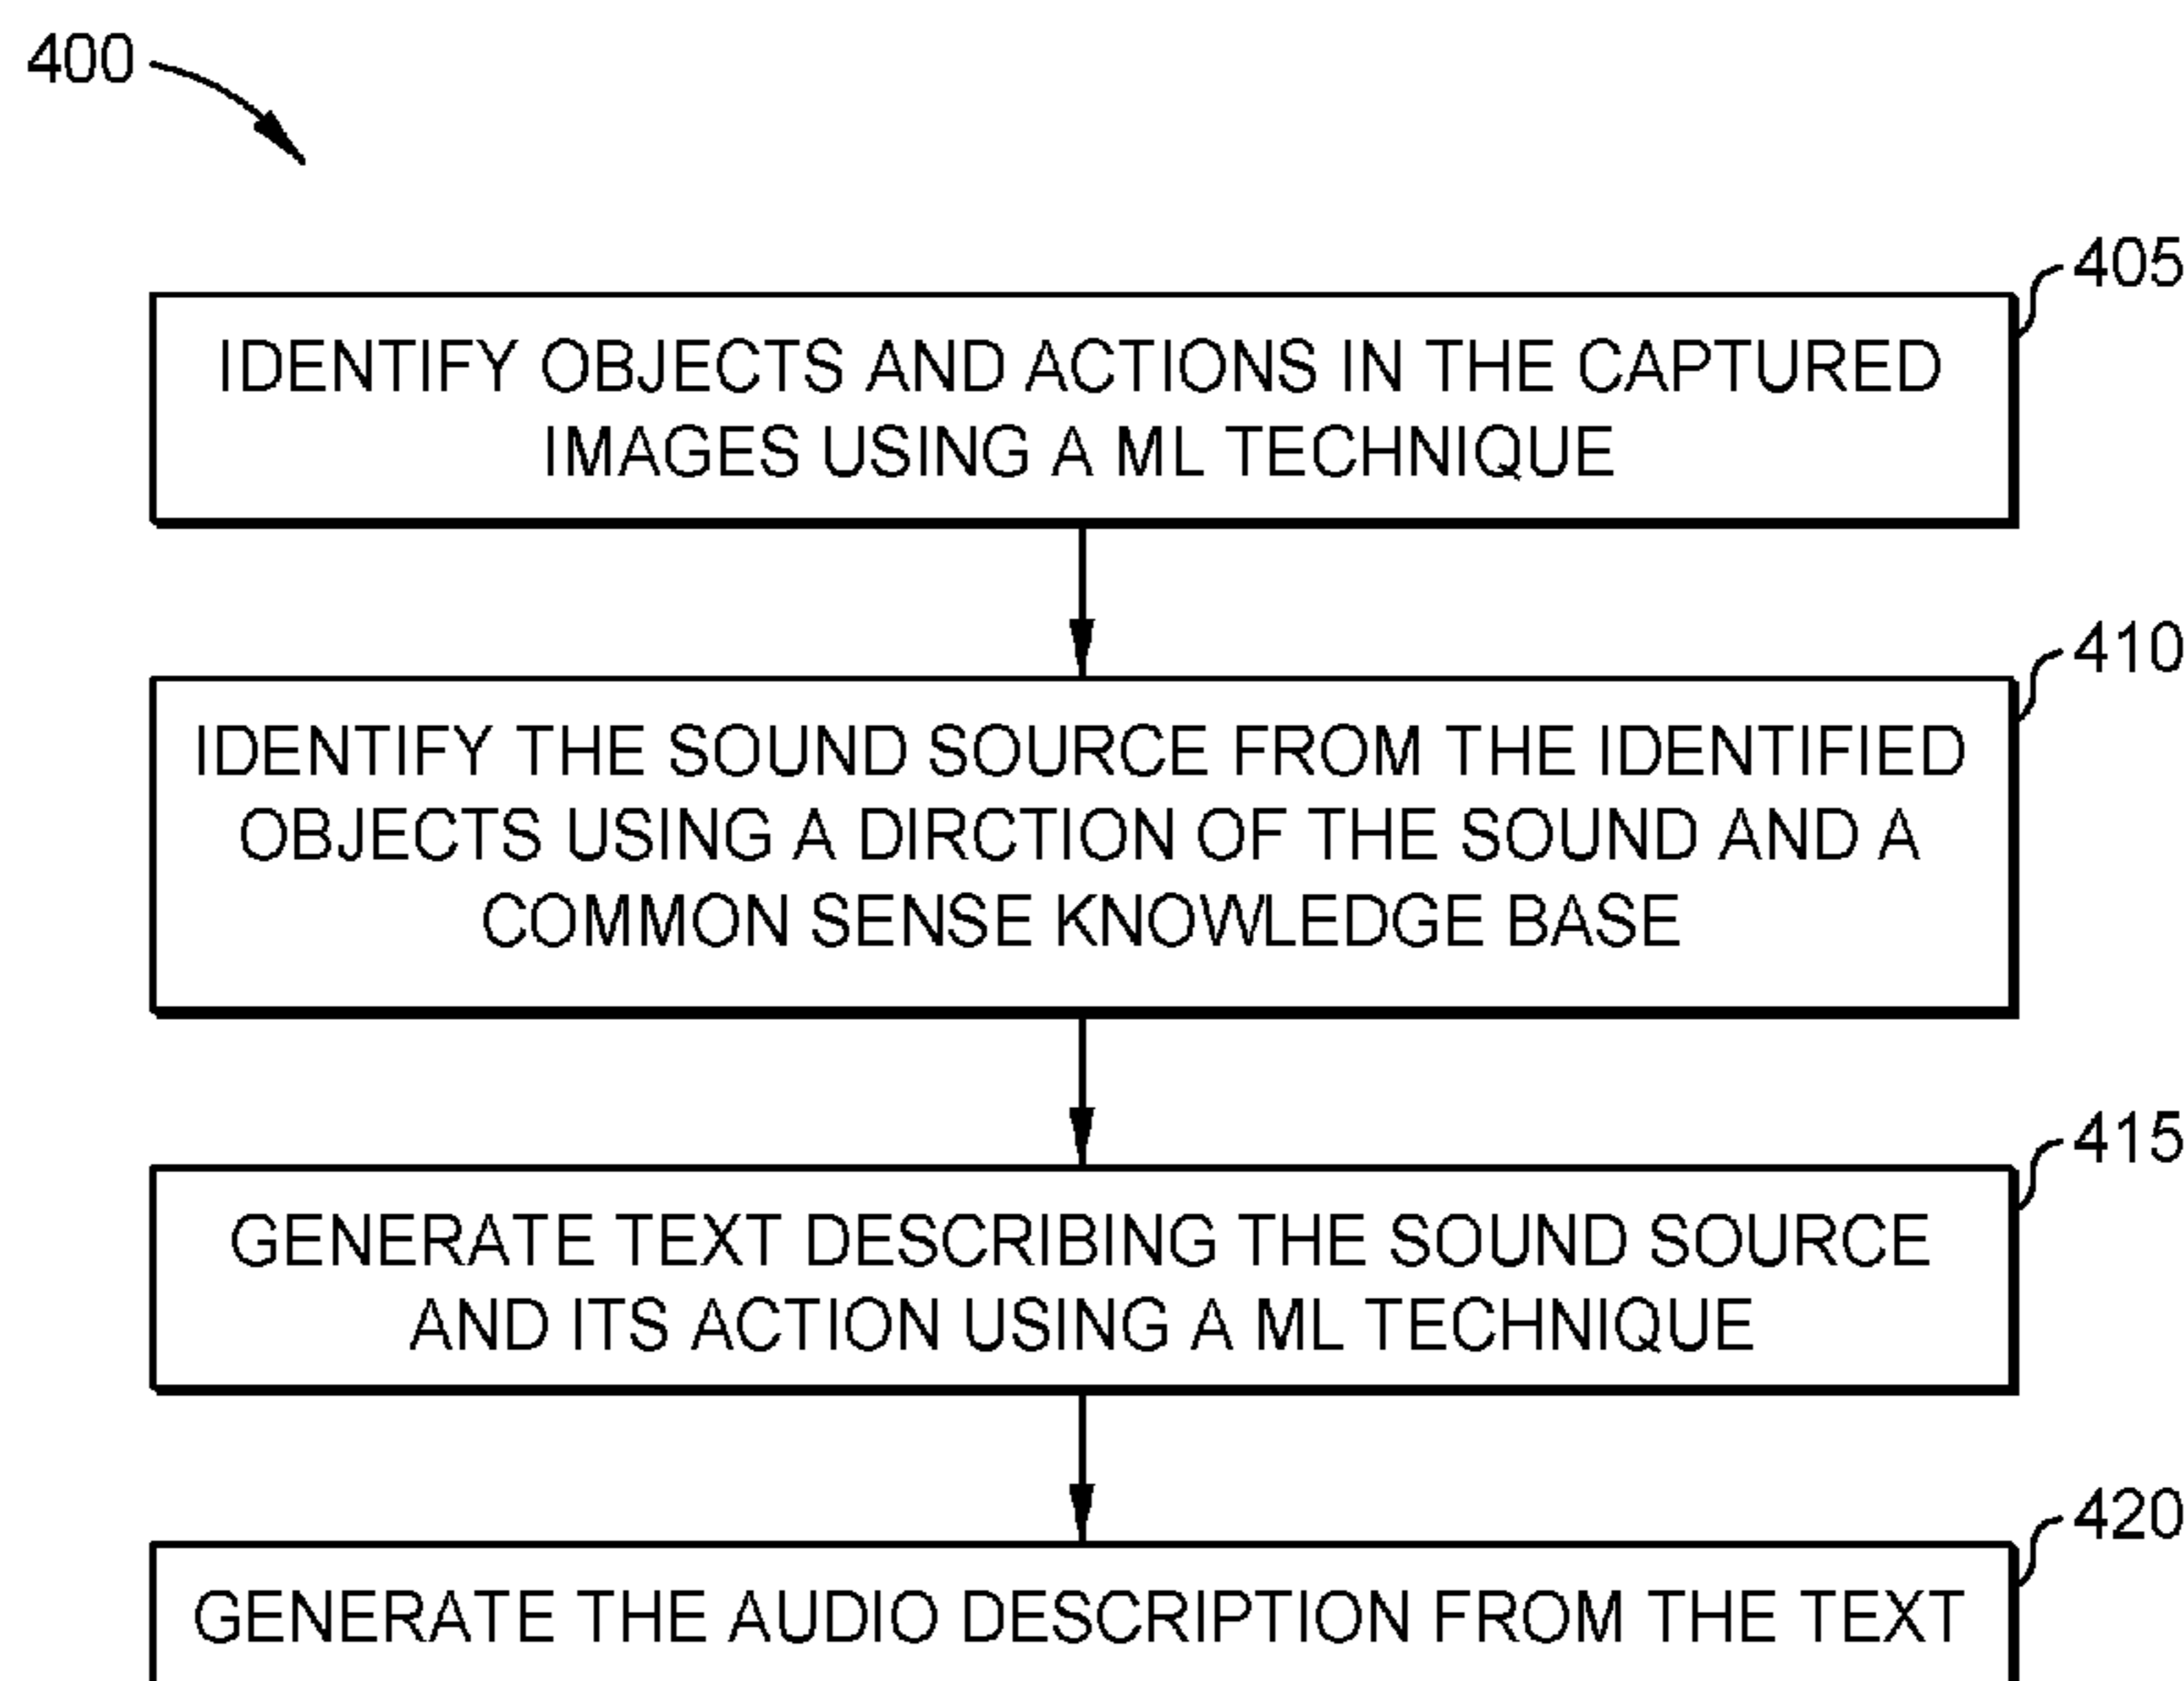 400
405
IDENTIFY OBJECTS AND ACTIONS IN THE CAPTURED
IMAGES USING A ML TECHNIQUE
410
IDENTIFY THE SOUND SOURCE FROM THE IDENTIFIED
OBJECTS USING A DIRCTION OF THE SOUND AND A
COMMON SENSE KNOWLEDGE BASE
415
GENERATE TEXT DESCRIBING THE SOUND SOURCE
AND ITS ACTION USING A ML TECHNIQUE
420
GENERATE THE AUDIO DESCRIPTION FROM THE TEXT